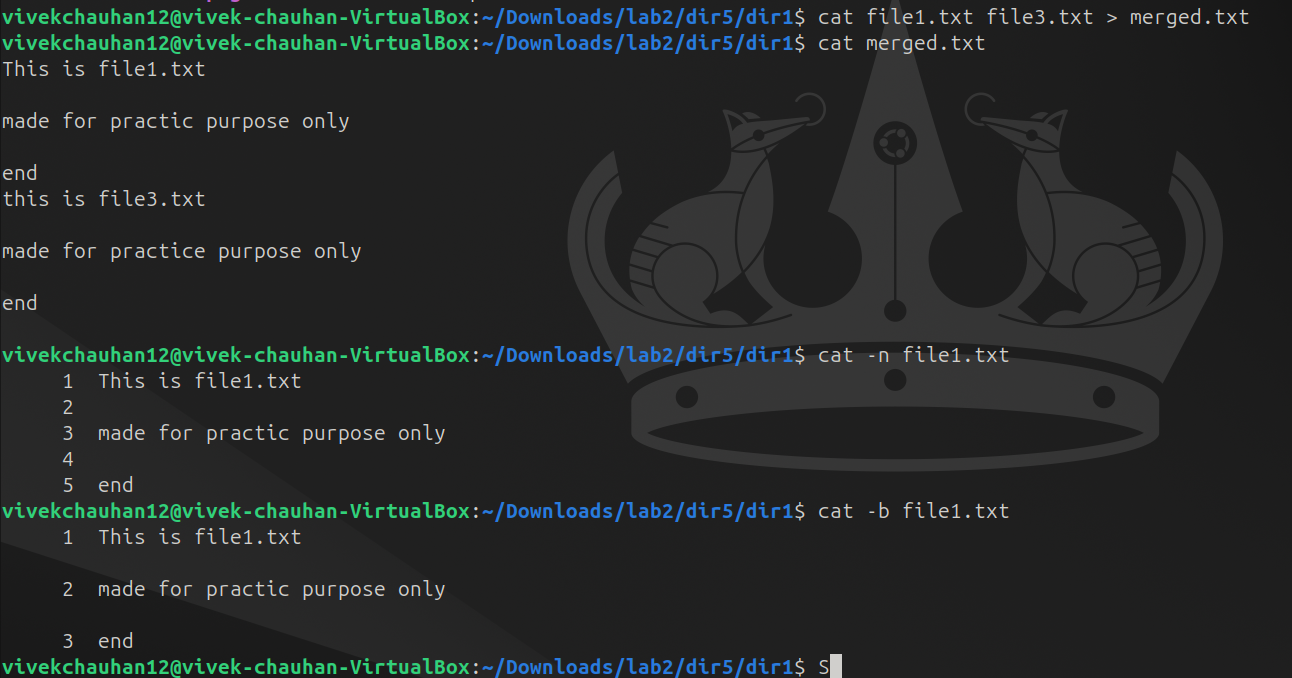 vivekchauhan12@vivek-chauhan-VirtualBox:~/Downloads/lab2/dir5/dir1$ cat file1.txt file3.txt > merged.txt
vivekchauhan12@vivek-chauhan-VirtualBox:~/Downloads/lab2/dir5/dir1$ cat merged.txt
This is file1.txt

made for practic purpose only

end
this is file3.txt

made for practice purpose only

end

vivekchauhan12@vivek-chauhan-VirtualBox:~/Downloads/lab2/dir5/dir1$ cat -n file1.txt
     1  This is file1.txt
     2
     3  made for practic purpose only
     4
     5  end
vivekchauhan12@vivek-chauhan-VirtualBox:~/Downloads/lab2/dir5/dir1$ cat -b file1.txt
     1  This is file1.txt

     2  made for practic purpose only

     3  end
vivekchauhan12@vivek-chauhan-VirtualBox:~/Downloads/lab2/dir5/dir1$ S